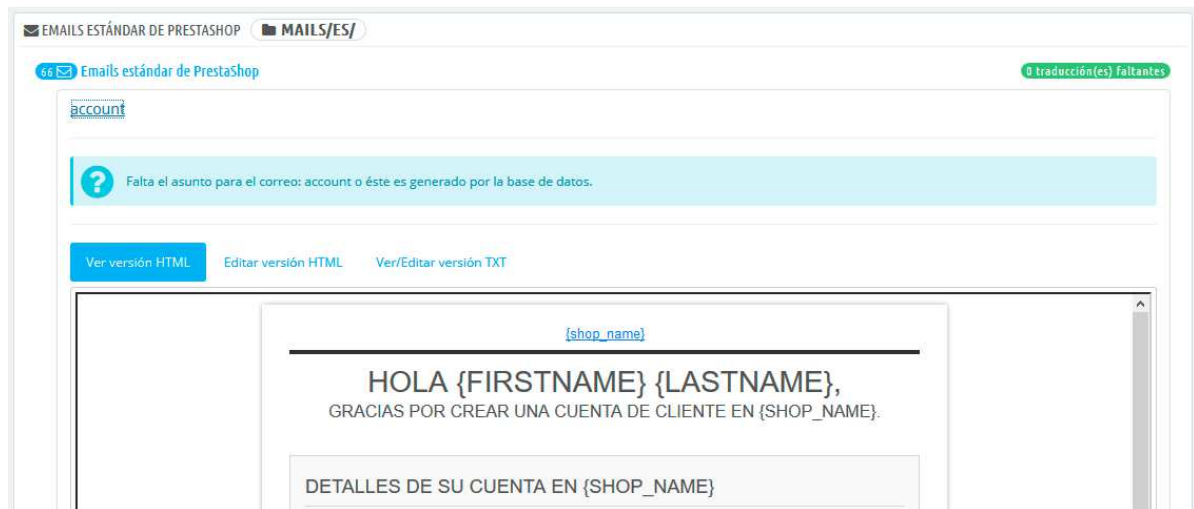 EMAILS ESTÁNDAR DE PRESTASHOP MAILS/ES/
66 Emails estándar de PrestaShop 0 traducción(es) faltantes
account
? Falta el asunto para el correo: account o éste es generado por la base de datos.
Ver versión HTML Editar versión HTML Ver/Editar versión TXT
{shop_name}
HOLA {FIRSTNAME} {LASTNAME},
GRACIAS POR CREAR UNA CUENTA DE CLIENTE EN {SHOP_NAME}.
DETALLES DE SU CUENTA EN {SHOP_NAME}